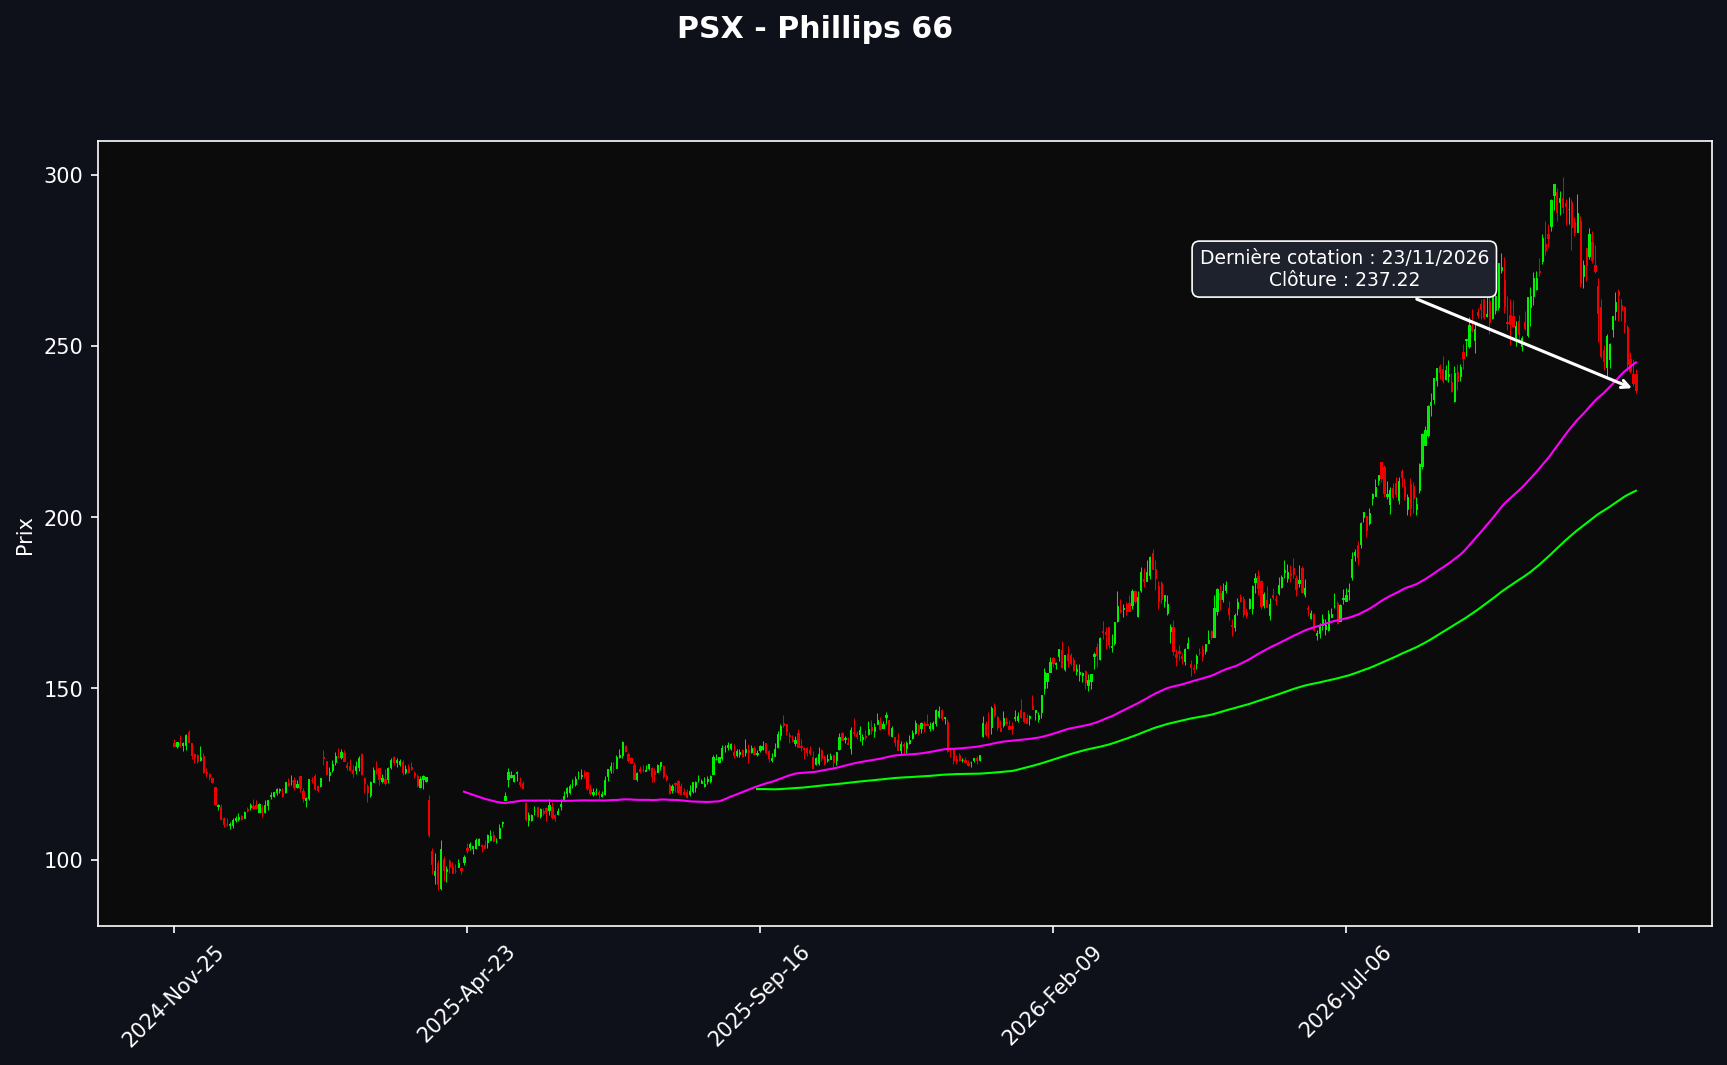 PSX - Phillips 66
300
250
200
150
100
Prix
Dernière cotation : 23/11/2026
Clôture : 237.22
2024-Nov-25
2025-Apr-23
2025-Sep-16
2026-Feb-09
2026-Jul-06